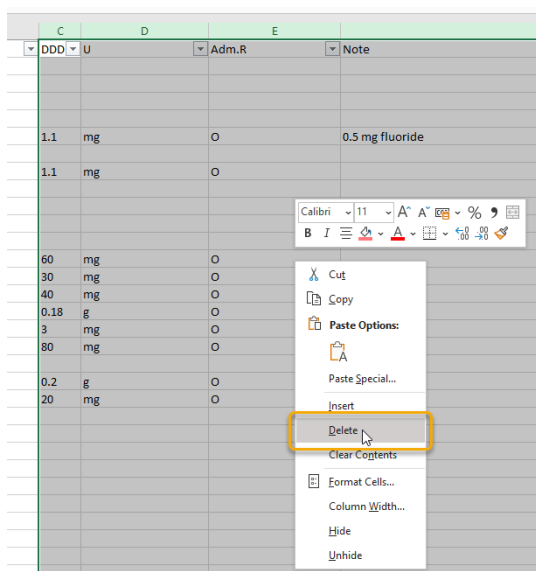 C D E
DDD U Adm.R Note
1.1 mg O 0.5 mg fluoride
1.1 mg O
Calibri 11 A A % 9
B I A .00 .00
60 mg O
30 mg O
Cut
40 mg O
Copy
0.18 g O
Paste Options:
3 mg O
80 mg O
A
0.2 g O
Paste Special...
20 mg O
Insert
Delete
Clear Contents
Format Cells...
Column Width...
Hide
Unhide